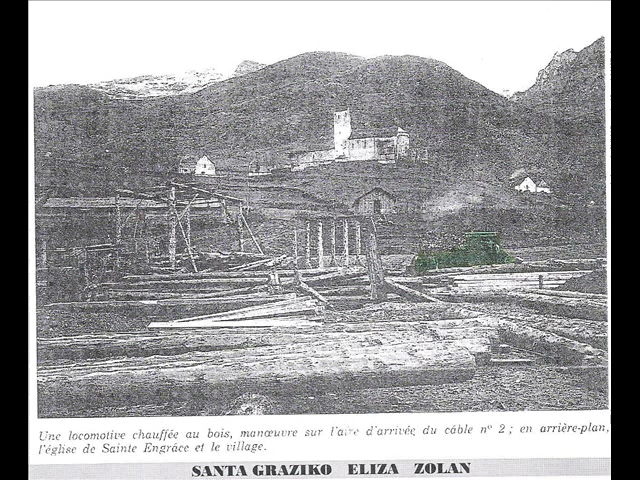 Une locomotive chauffée au bois, manœuvre sur l'aire d'arrivée du câble n° 2 ; en arrière-plan,
l'église de Sainte Engrâce et le village.
SANTA GRAZIKO ELIZA ZOLAN